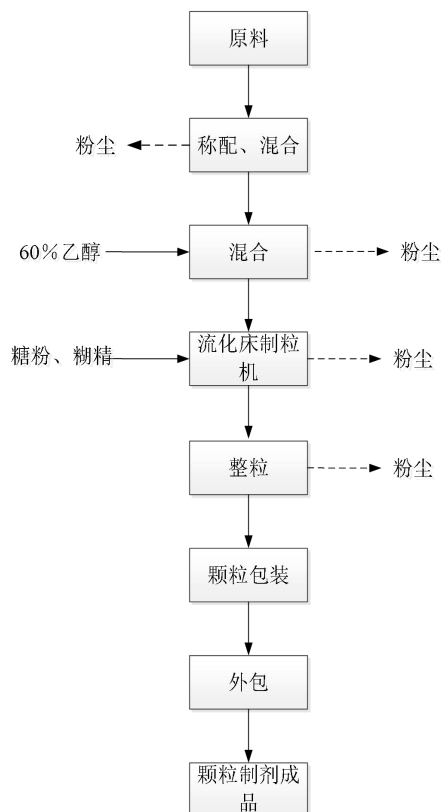 原料
粉尘
称配、混合
60%乙醇
混合
粉尘
糖粉、糊精
流化床制粒
机
粉尘
整粒
粉尘
颗粒包装
外包
颗粒制剂成
品